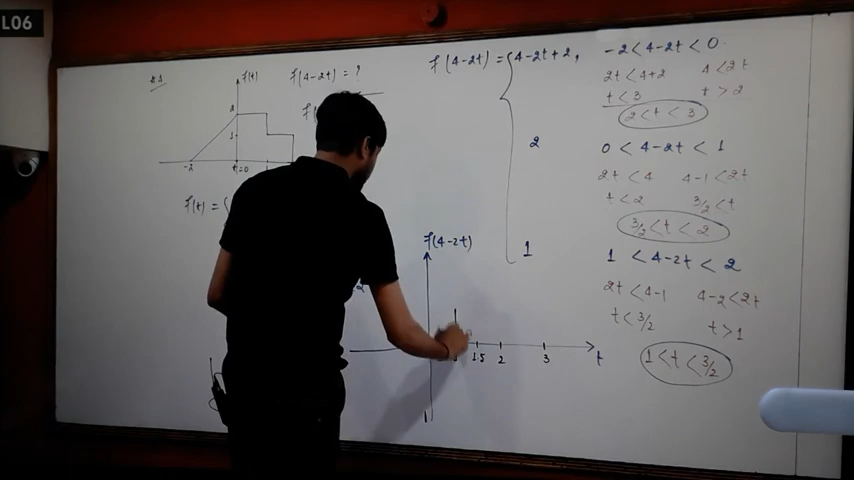 L06
#.1
f(t)
2
1
-2
t=0
f(4-2t) = ?
f(t) = {
f(4-2t) = { 4-2t+2, -2 < 4-2t < 0
2t < 4+2 4 < 2t
t < 3 t > 2
2 < t < 3
2 0 < 4-2t < 1
2t < 4 4-1 < 2t
t < 2 3/2 < t
3/2 < t < 2
1 1 < 4-2t < 2
2t < 4-1 4-2 < 2t
t < 3/2 t > 1
1 < t < 3/2
f(4-2t)
1.5 2 3 t